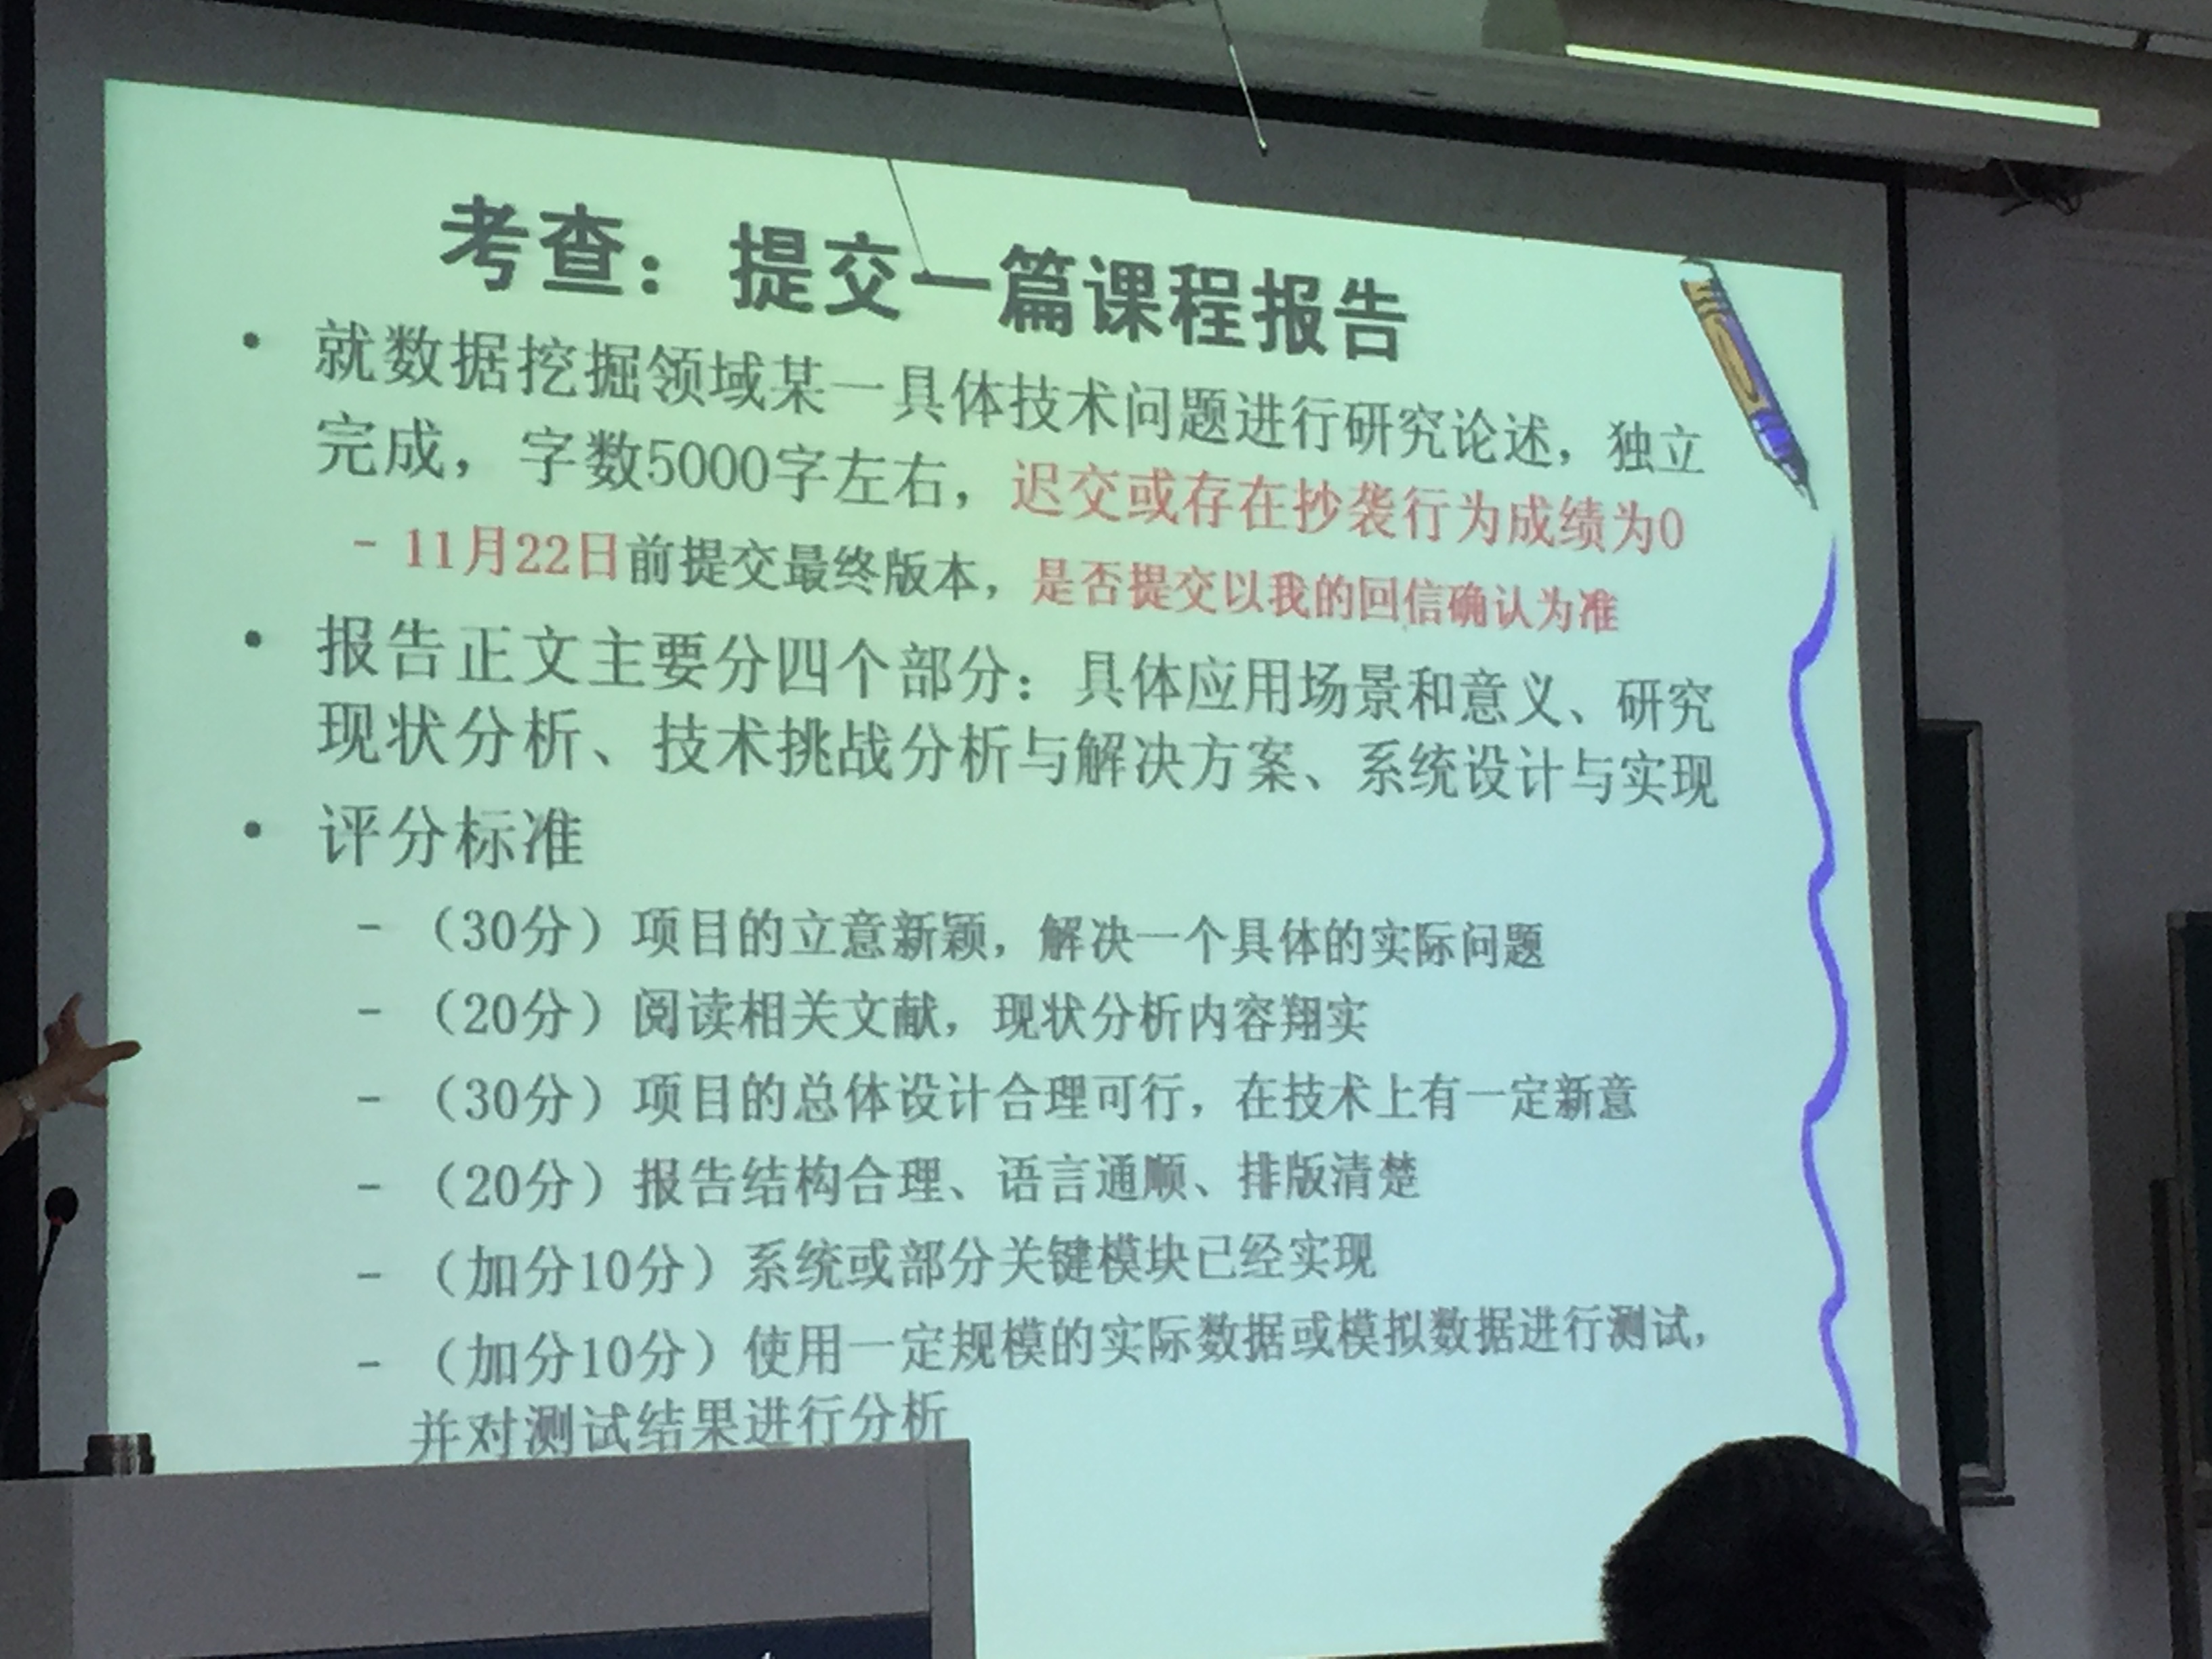 考查：提交一篇课程报告
• 就数据挖掘领域某一具体技术问题进行研究论述，独立
完成，字数5000字左右，迟交或存在抄袭行为成绩为0
- 11月22日前提交最终版本，是否提交以我的回信确认为准
• 报告正文主要分四个部分：具体应用场景和意义、研究
现状分析、技术挑战分析与解决方案、系统设计与实现
• 评分标准
- （30分）项目的立意新颖，解决一个具体的实际问题
- （20分）阅读相关文献，现状分析内容翔实
- （30分）项目的总体设计合理可行，在技术上有一定新意
- （20分）报告结构合理、语言通顺、排版清楚
- （加分10分）系统或部分关键模块已经实现
- （加分10分）使用一定规模的实际数据或模拟数据进行测试，
并对测试结果进行分析